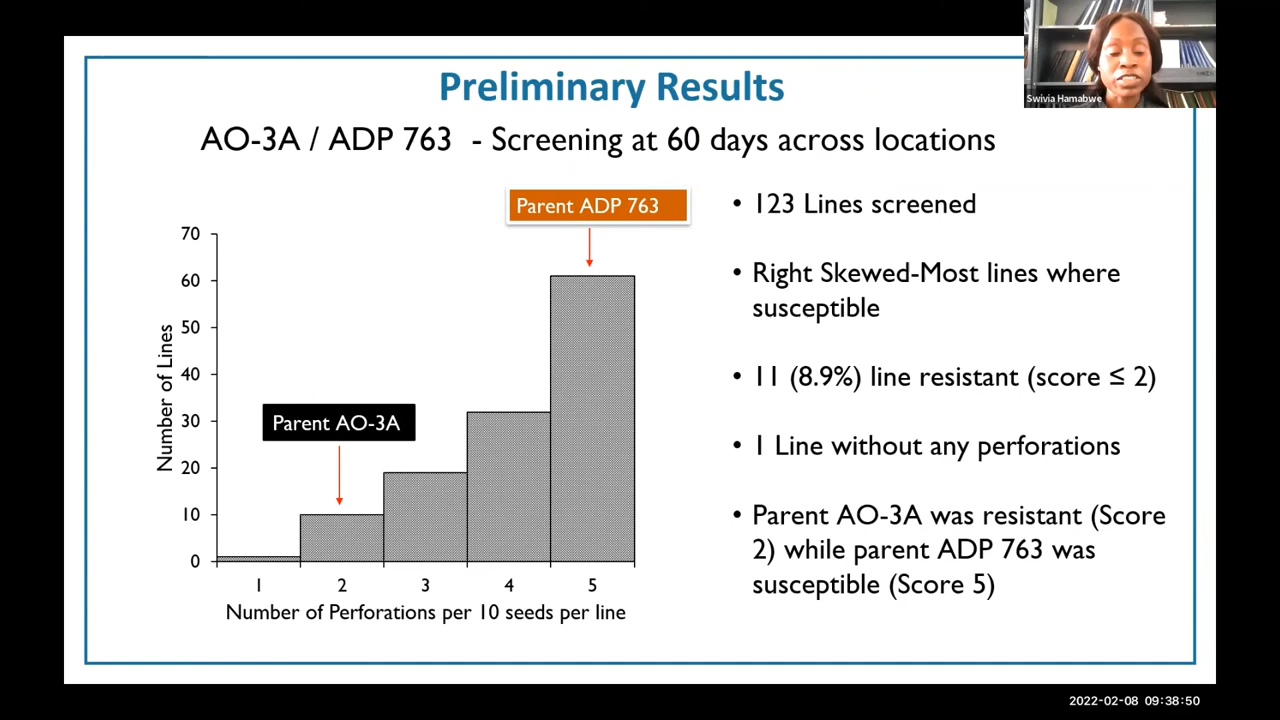 Preliminary Results
Swivia Hamabwe
AO-3A / ADP 763 - Screening at 60 days across locations
Parent ADP 763
Parent AO-3A
Number of Lines
70
60
50
40
30
20
10
0
1 2 3 4 5
Number of Perforations per 10 seeds per line
• 123 Lines screened
• Right Skewed-Most lines where
susceptible
• 11 (8.9%) line resistant (score ≤ 2)
• 1 Line without any perforations
• Parent AO-3A was resistant (Score
2) while parent ADP 763 was
susceptible (Score 5)
2022-02-08 09:38:50